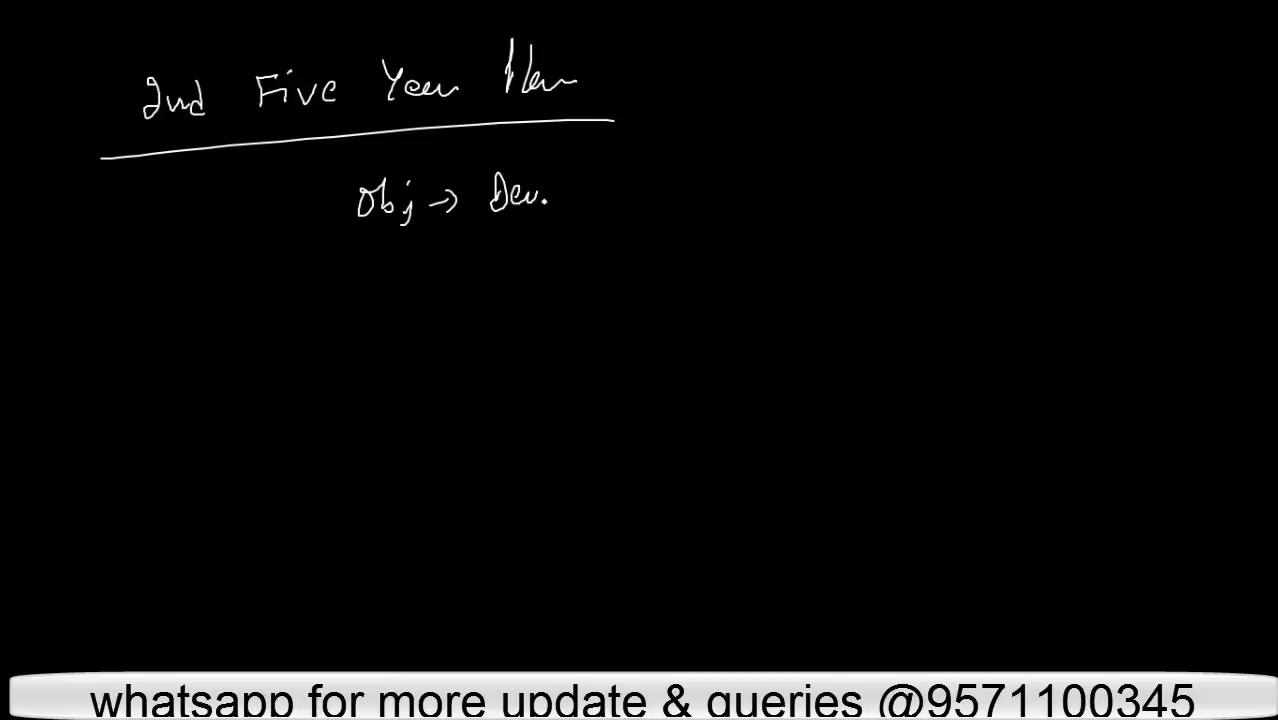 2nd Five Year Plan
Obj → Dev.
whatsapp for more update & queries @9571100345